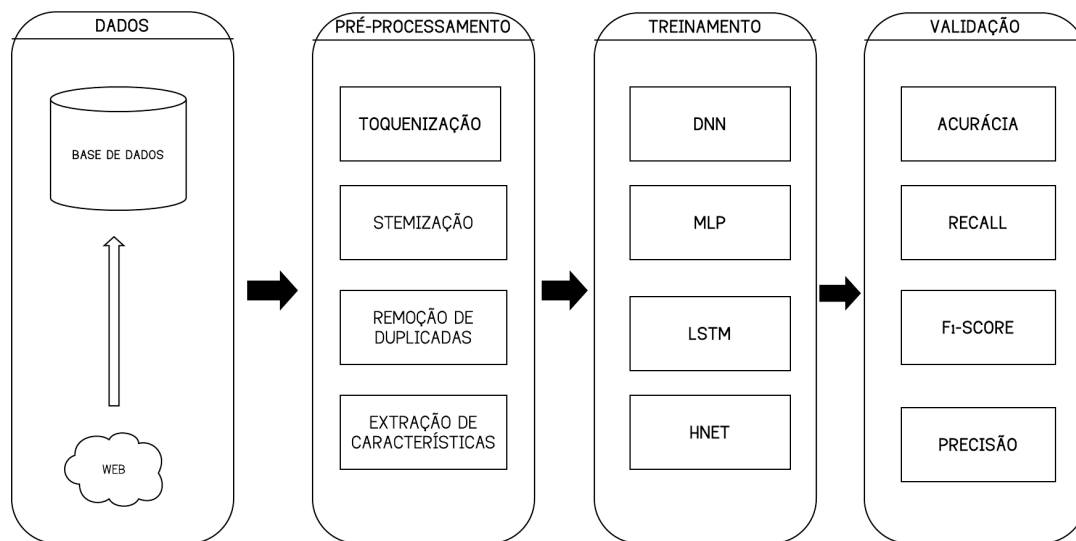 DADOS
BASE DE DADOS
WEB
PRÉ-PROCESSAMENTO
TOQUENIZAÇÃO
STEMIZAÇÃO
REMOÇÃO DE
DUPLICADAS
EXTRAÇÃO DE
CARACTERÍSTICAS
TREINAMENTO
DNN
MLP
LSTM
HNET
VALIDAÇÃO
ACURÁCIA
RECALL
F1-SCORE
PRECISÃO